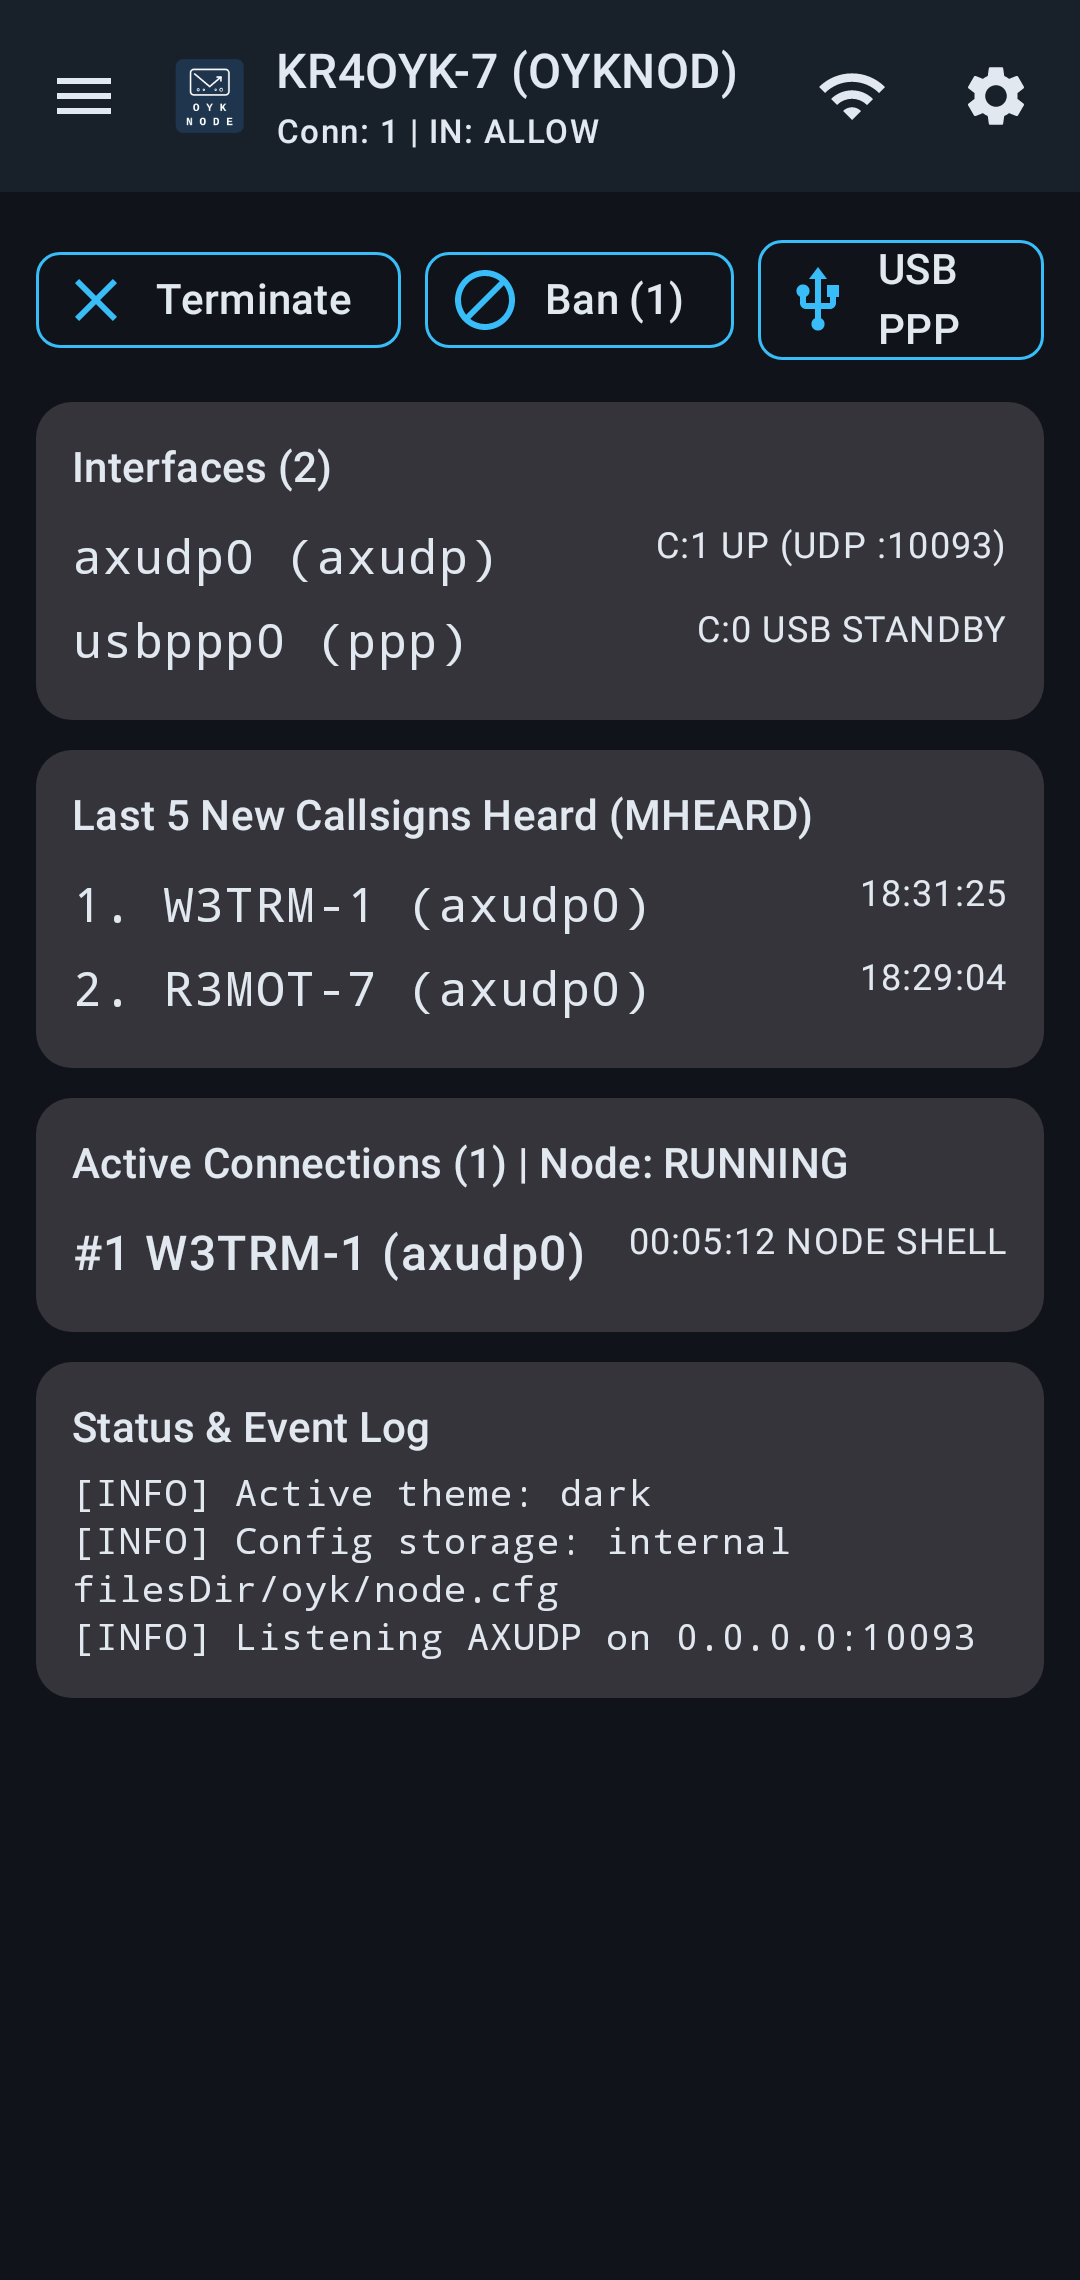 KR4OYK-7 (OYKNOD)
Conn: 1 | IN: ALLOW
O Y K
N O D E
Terminate
Ban (1)
USB
PPP
Interfaces (2)
axudp0 (axudp)
C:1 UP (UDP :10093)
usbppp0 (ppp)
C:0 USB STANDBY
Last 5 New Callsigns Heard (MHEARD)
1. W3TRM-1 (axudp0)
18:31:25
2. R3MOT-7 (axudp0)
18:29:04
Active Connections (1) | Node: RUNNING
#1 W3TRM-1 (axudp0)
00:05:12 NODE SHELL
Status & Event Log
[INFO] Active theme: dark
[INFO] Config storage: internal
filesDir/oyk/node.cfg
[INFO] Listening AXUDP on 0.0.0.0:10093